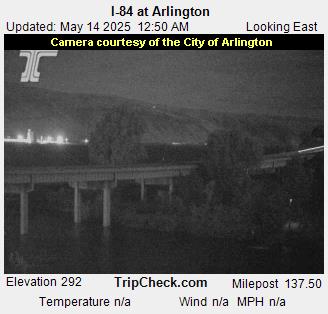 I-84 at Arlington
Updated: May 14 2025 12:50 AM Looking East
Camera courtesy of the City of Arlington
Elevation 292 TripCheck.com Milepost 137.50
Temperature n/a Wind n/a MPH n/a